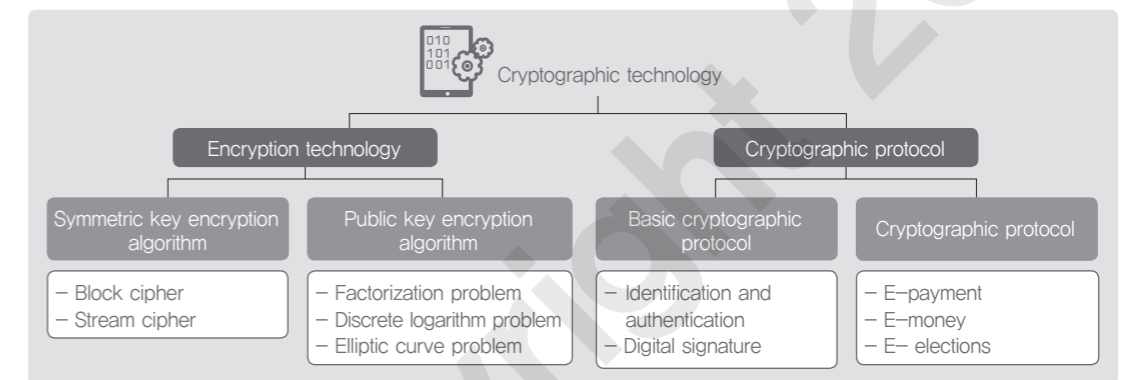 010
101
001
Cryptographic technology
Encryption technology
Cryptographic protocol
Symmetric key encryption
algorithm
Public key encryption
algorithm
Basic cryptographic
protocol
Cryptographic protocol
– Block cipher
– Stream cipher
– Factorization problem
– Discrete logarithm problem
– Elliptic curve problem
– Identification and
authentication
– Digital signature
– E-payment
– E-money
– E- elections